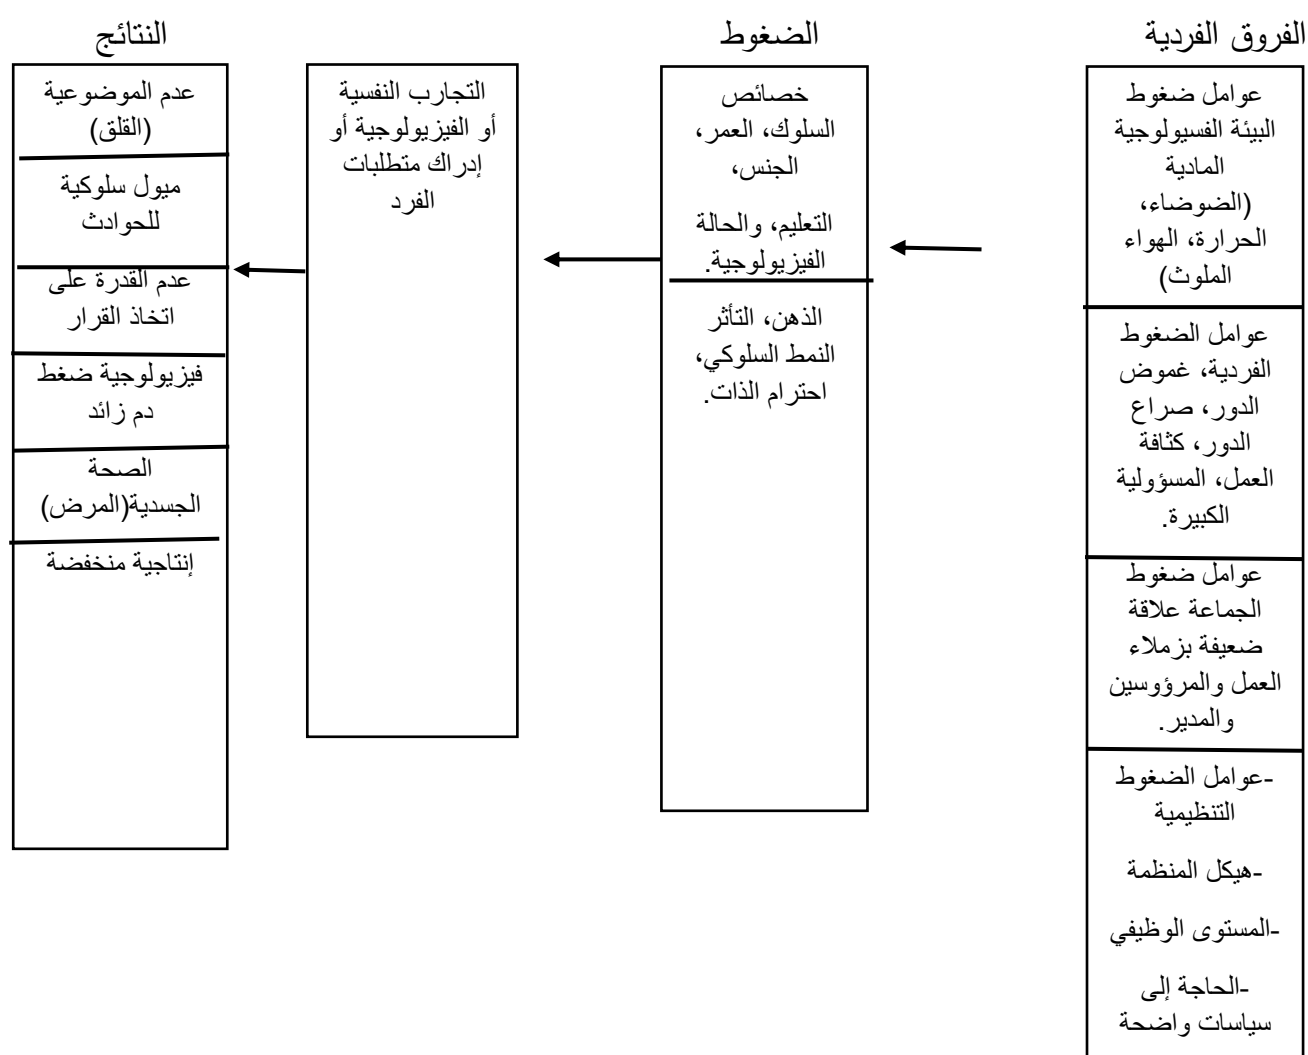 الفروق الفردية
عوامل ضغوط
البيئة الفسيولوجية
المادية
(الضوضاء،
الحرارة، الهواء
الملوث)
عوامل الضغوط
الفردية، غموض
الدور، صراع
الدور، كثافة
العمل، المسؤولية
الكبيرة.
عوامل ضغوط
الجماعة علاقة
ضعيفة بزملاء
العمل والمرؤوسين
والمدير.
-عوامل الضغوط
التنظيمية
-هيكل المنظمة
-المستوى الوظيفي
-الحاجة إلى
سياسات واضحة
الضغوط
خصائص
السلوك، العمر،
الجنس،
التعليم، والحالة
الفيزيولوجية.
الذهن، التأثر
النمط السلوكي،
احترام الذات.
التجارب النفسية
أو الفيزيولوجية أو
إدراك متطلبات
الفرد
النتائج
عدم الموضوعية
(القلق)
ميول سلوكية
للحوادث
عدم القدرة على
اتخاذ القرار
فيزيولوجية ضغط
دم زائد
الصحة
الجسدية(المرض)
إنتاجية منخفضة